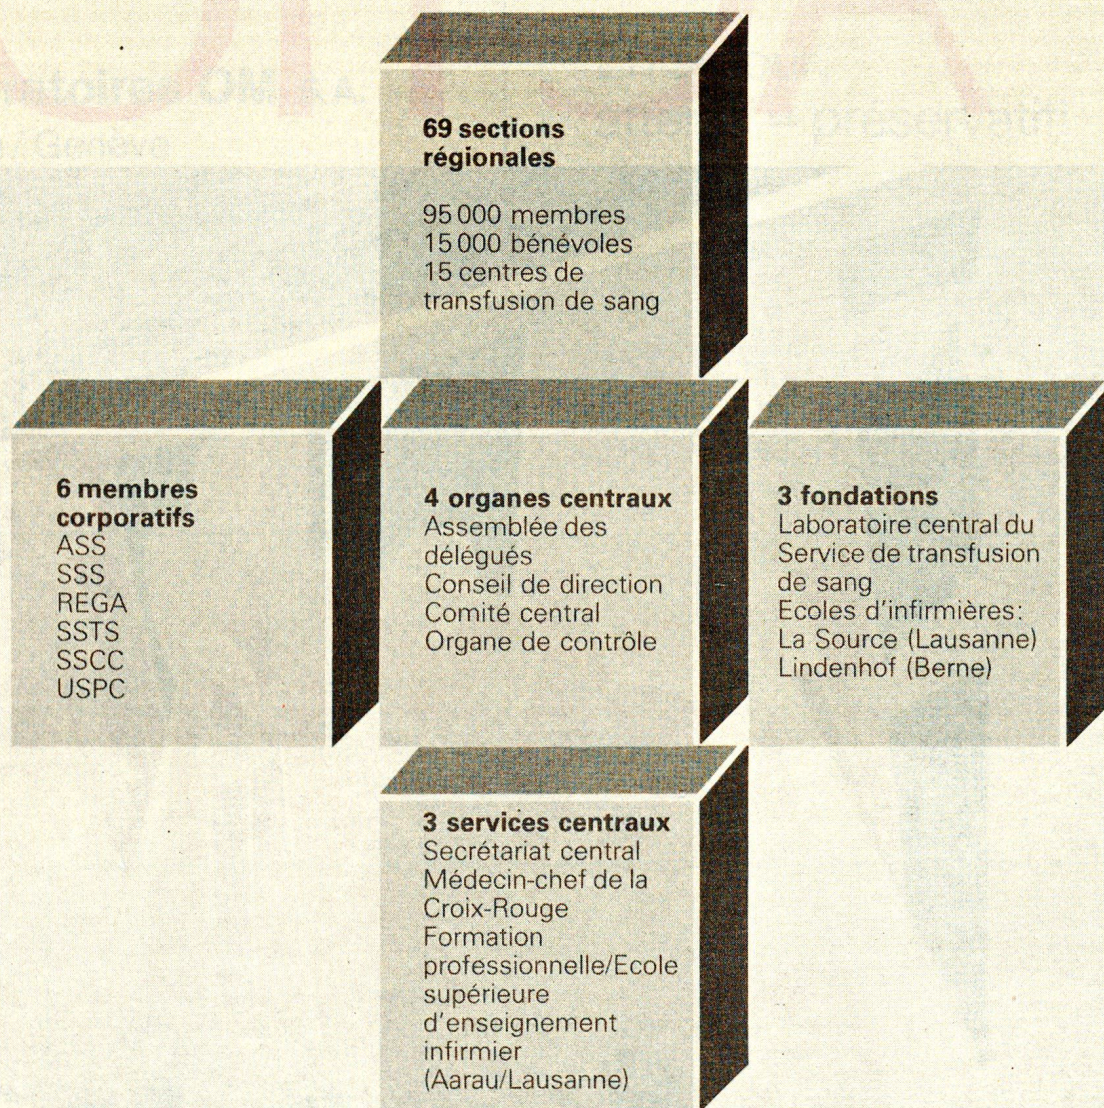 69 sections
régionales
95 000 membres
15 000 bénévoles
15 centres de
transfusion de sang
6 membres
corporatifs
ASS
SSS
REGA
SSTS
SSCC
USPC
4 organes centraux
Assemblée des
délégués
Conseil de direction
Comité central
Organe de contrôle
3 fondations
Laboratoire central du
Service de transfusion
de sang
Ecoles d'infirmières:
La Source (Lausanne)
Lindenhof (Berne)
3 services centraux
Secrétariat central
Médecin-chef de la
Croix-Rouge
Formation
professionnelle/Ecole
supérieure
d'enseignement
infirmier
(Aarau/Lausanne)